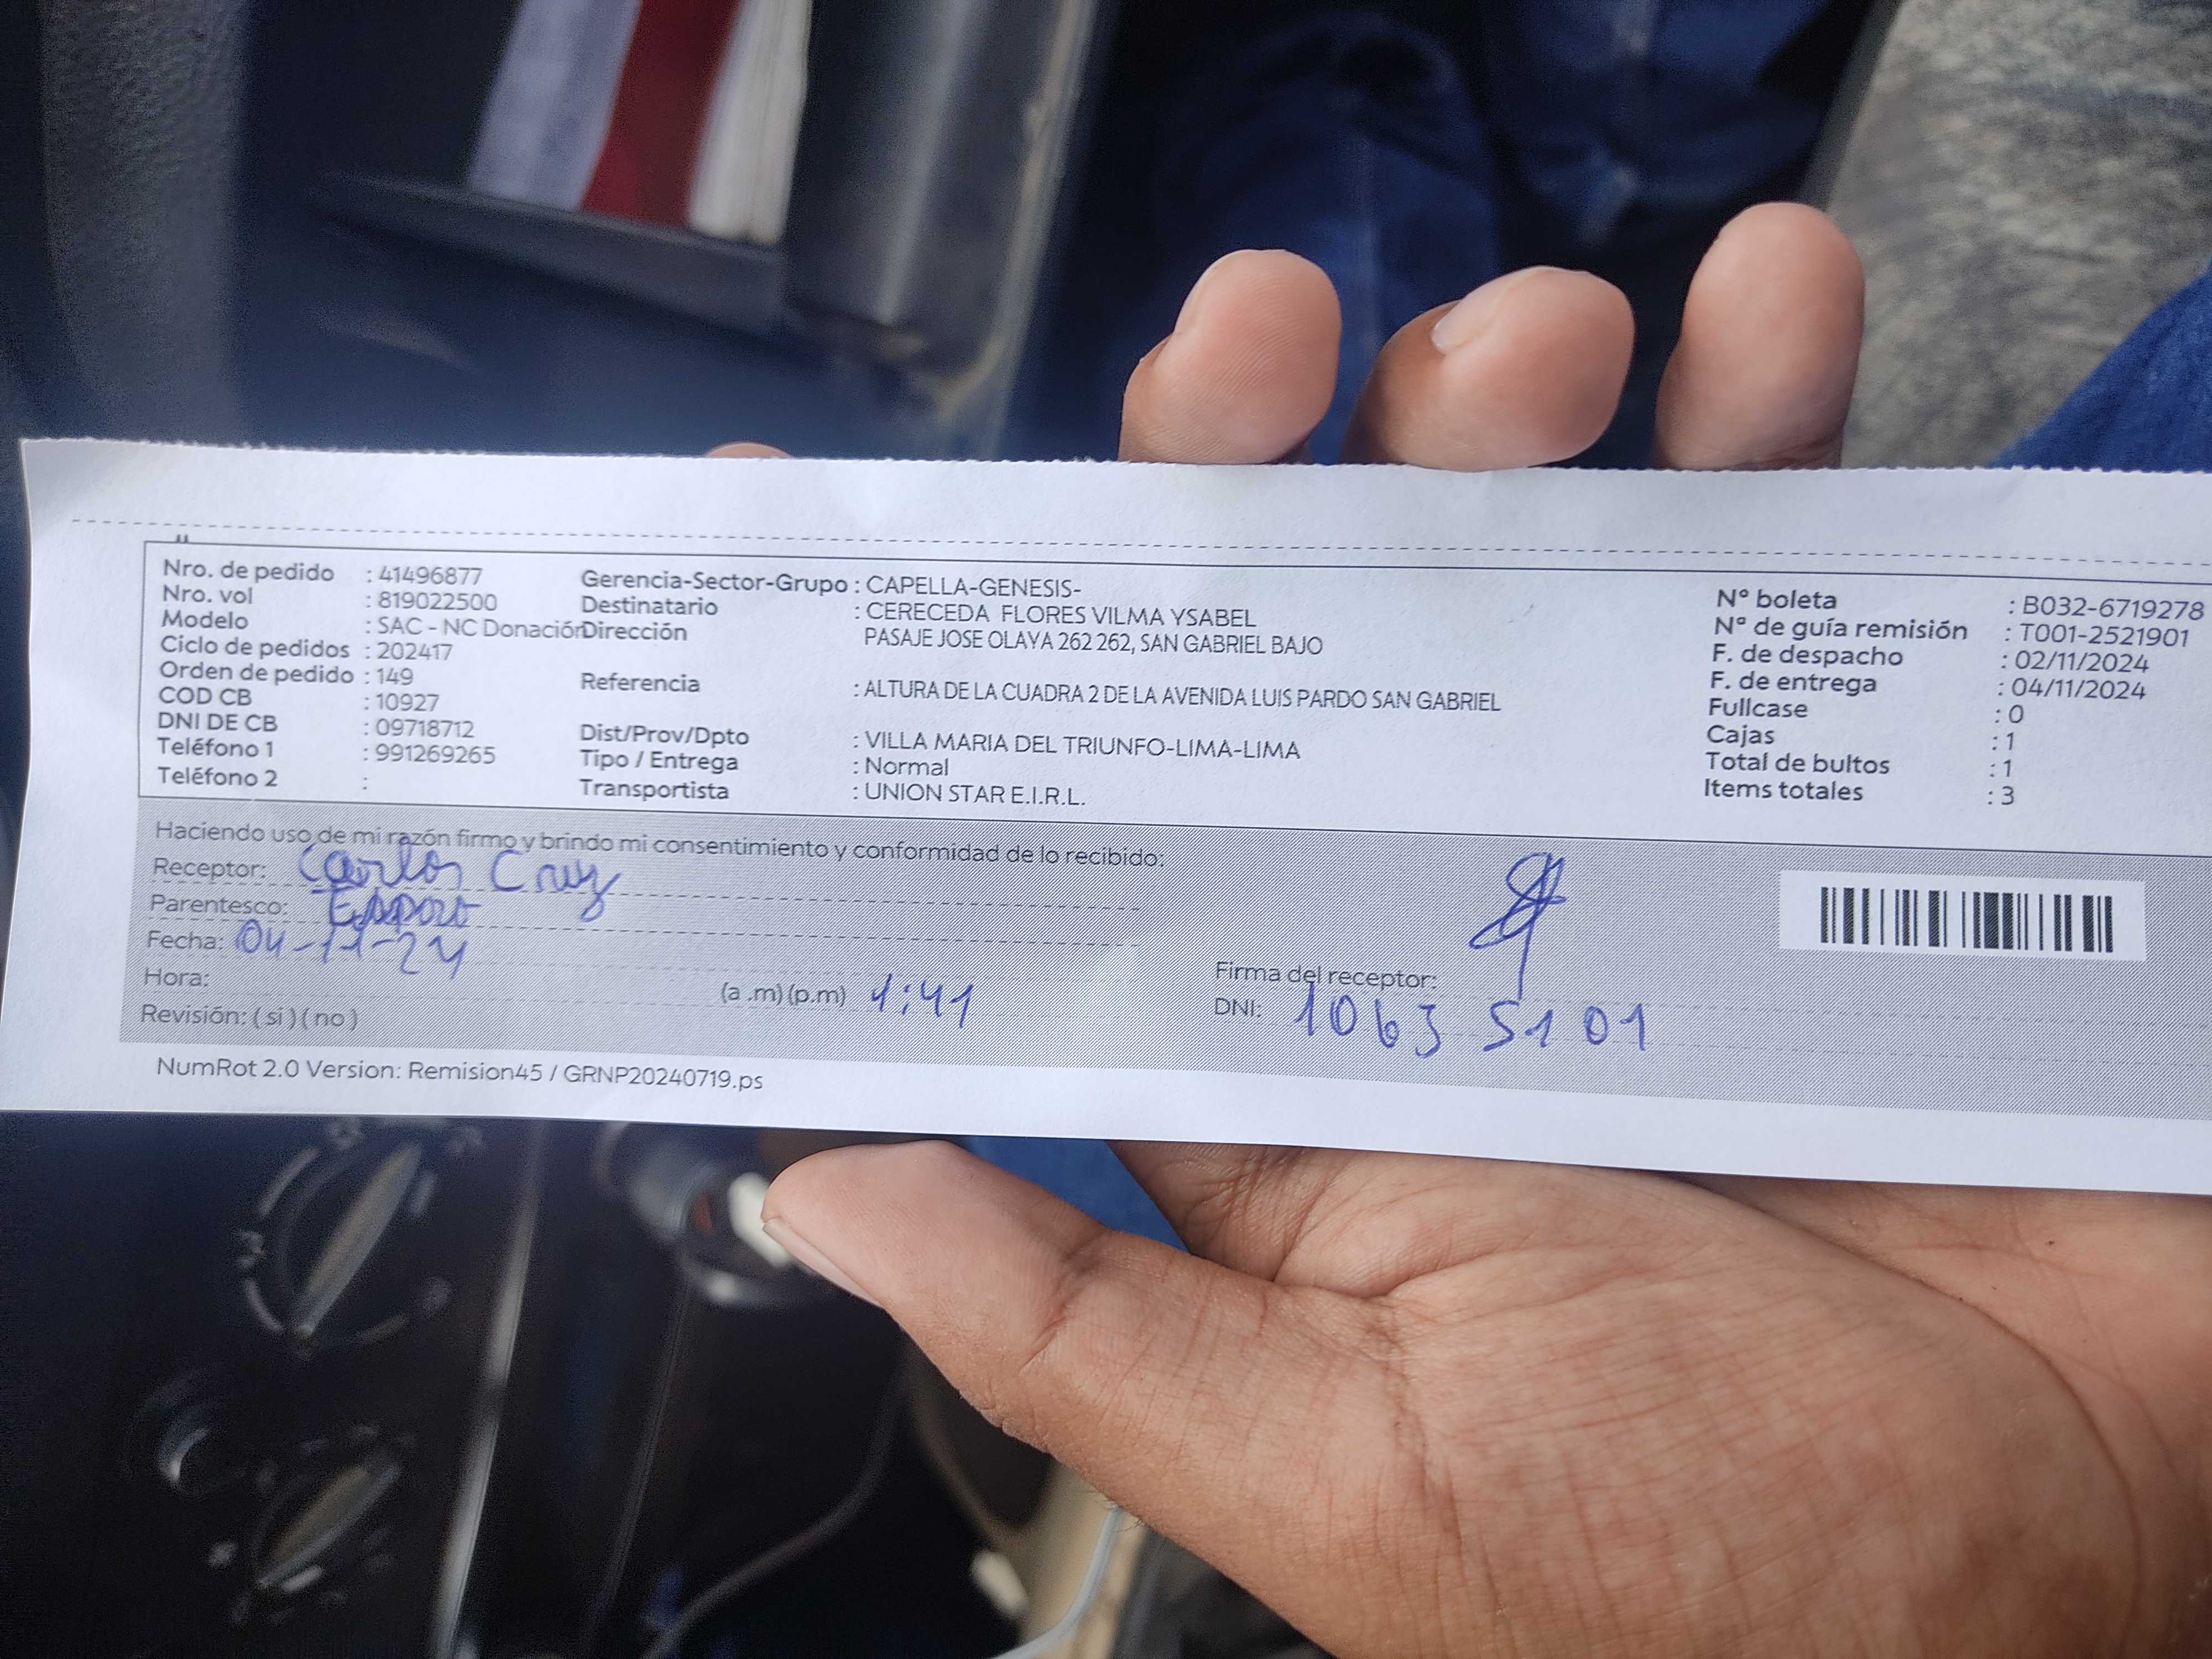 Nro. de pedido : 41496877
Nro. vol : 819022500
Modelo : SAC - NC Donación
Ciclo de pedidos : 202417
Orden de pedido : 149
COD CB : 10927
DNI DE CB : 09718712
Teléfono 1 : 991269265
Teléfono 2 :
Gerencia-Sector-Grupo : CAPELLA-GENESIS-
Destinatario : CERECEDA FLORES VILMA YSABEL
Dirección PASAJE JOSE OLAYA 262 262, SAN GABRIEL BAJO
Referencia : ALTURA DE LA CUADRA 2 DE LA AVENIDA LUIS PARDO SAN GABRIEL
Dist/Prov/Dpto : VILLA MARIA DEL TRIUNFO-LIMA-LIMA
Tipo / Entrega : Normal
Transportista : UNION STAR E.I.R.L.
N° boleta : B032-6719278
N° de guía remisión : T001-2521901
F. de despacho : 02/11/2024
F. de entrega : 04/11/2024
Fullcase : 0
Cajas : 1
Total de bultos : 1
Items totales : 3
Haciendo uso de mi razón firmo y brindo mi consentimiento y conformidad de lo recibido:
Receptor: Carlos Cruz
Parentesco: Esposo
Fecha: 04-11-24
Hora: (a .m) (p.m) 1:41
Revisión: ( si ) ( no )
Firma del receptor:
DNI: 1063 5101
NumRot 2.0 Version: Remision45 / GRNP20240719.ps